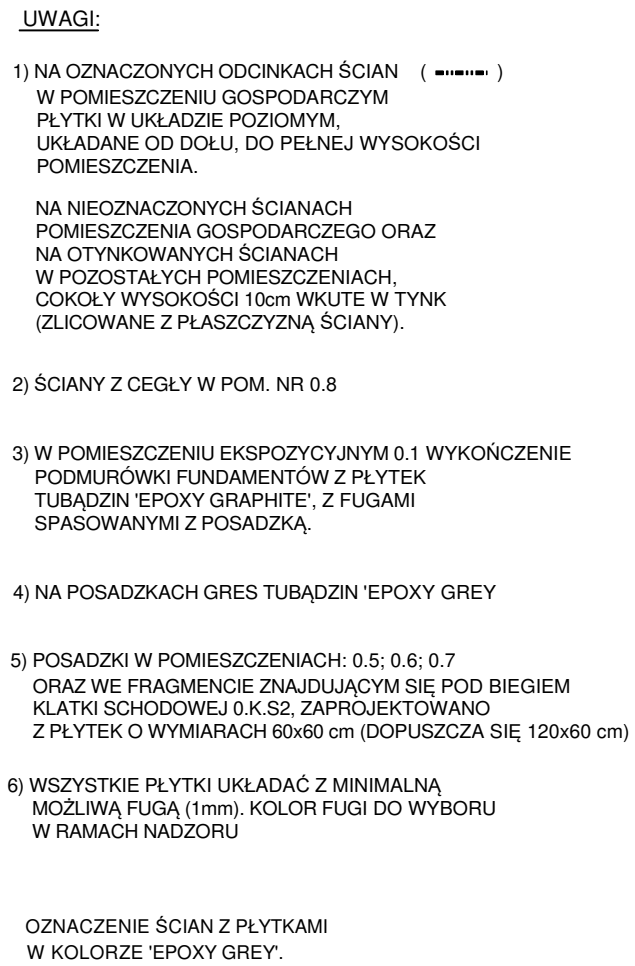 UWAGI:
1) NA OZNACZONYCH ODCINKACH ŚCIAN ( )
W POMIESZCZENIU GOSPODARCZYM
PŁYTKI W UKŁADZIE POZIOMYM,
UKŁADANE OD DOŁU, DO PEŁNEJ WYSOKOŚCI
POMIESZCZENIA.
NA NIEOZNACZONYCH ŚCIANACH
POMIESZCZENIA GOSPODARCZEGO ORAZ
NA OTYNKOWANYCH ŚCIANACH
W POZOSTAŁYCH POMIESZCZENIACH,
COKOŁY WYSOKOŚCI 10cm WKUTE W TYNK
(ZLICOWANE Z PŁASZCZYZNĄ ŚCIANY).
2) ŚCIANY Z CEGŁY W POM. NR 0.8
3) W POMIESZCZENIU EKSPOZYCYJNYM 0.1 WYKOŃCZENIE
PODMURÓWKI FUNDAMENTÓW Z PŁYTEK
TUBĄDZIN 'EPOXY GRAPHITE', Z FUGAMI
SPASOWANYMI Z POSADZKĄ.
4) NA POSADZKACH GRES TUBĄDZIN 'EPOXY GREY
5) POSADZKI W POMIESZCZENIACH: 0.5; 0.6; 0.7
ORAZ WE FRAGMENCIE ZNAJDUJĄCYM SIĘ POD BIEGIEM
KLATKI SCHODOWEJ 0.K.S2, ZAPROJEKTOWANO
Z PŁYTEK O WYMIARACH 60x60 cm (DOPUSZCZA SIĘ 120x60 cm)
6) WSZYSTKIE PŁYTKI UKŁADAĆ Z MINIMALNĄ
MOŻLIWĄ FUGĄ (1mm). KOLOR FUGI DO WYBORU
W RAMACH NADZORU
OZNACZENIE ŚCIAN Z PŁYTKAMI
W KOLORZE 'EPOXY GREY'.